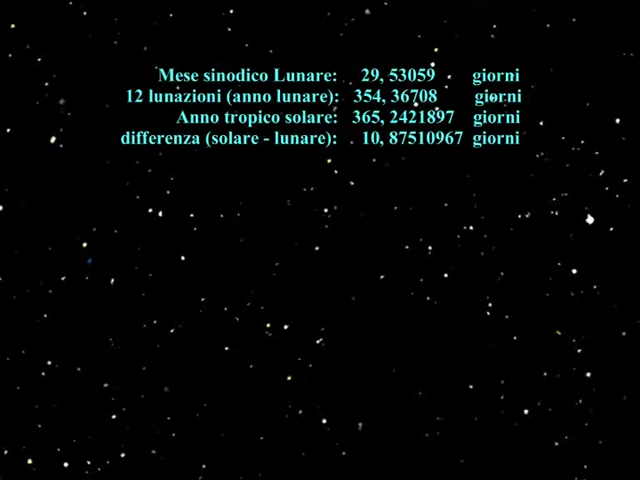 Mese sinodico Lunare: 29, 53059 giorni
12 lunazioni (anno lunare): 354, 36708 giorni
Anno tropico solare: 365, 2421897 giorni
differenza (solare - lunare): 10, 87510967 giorni